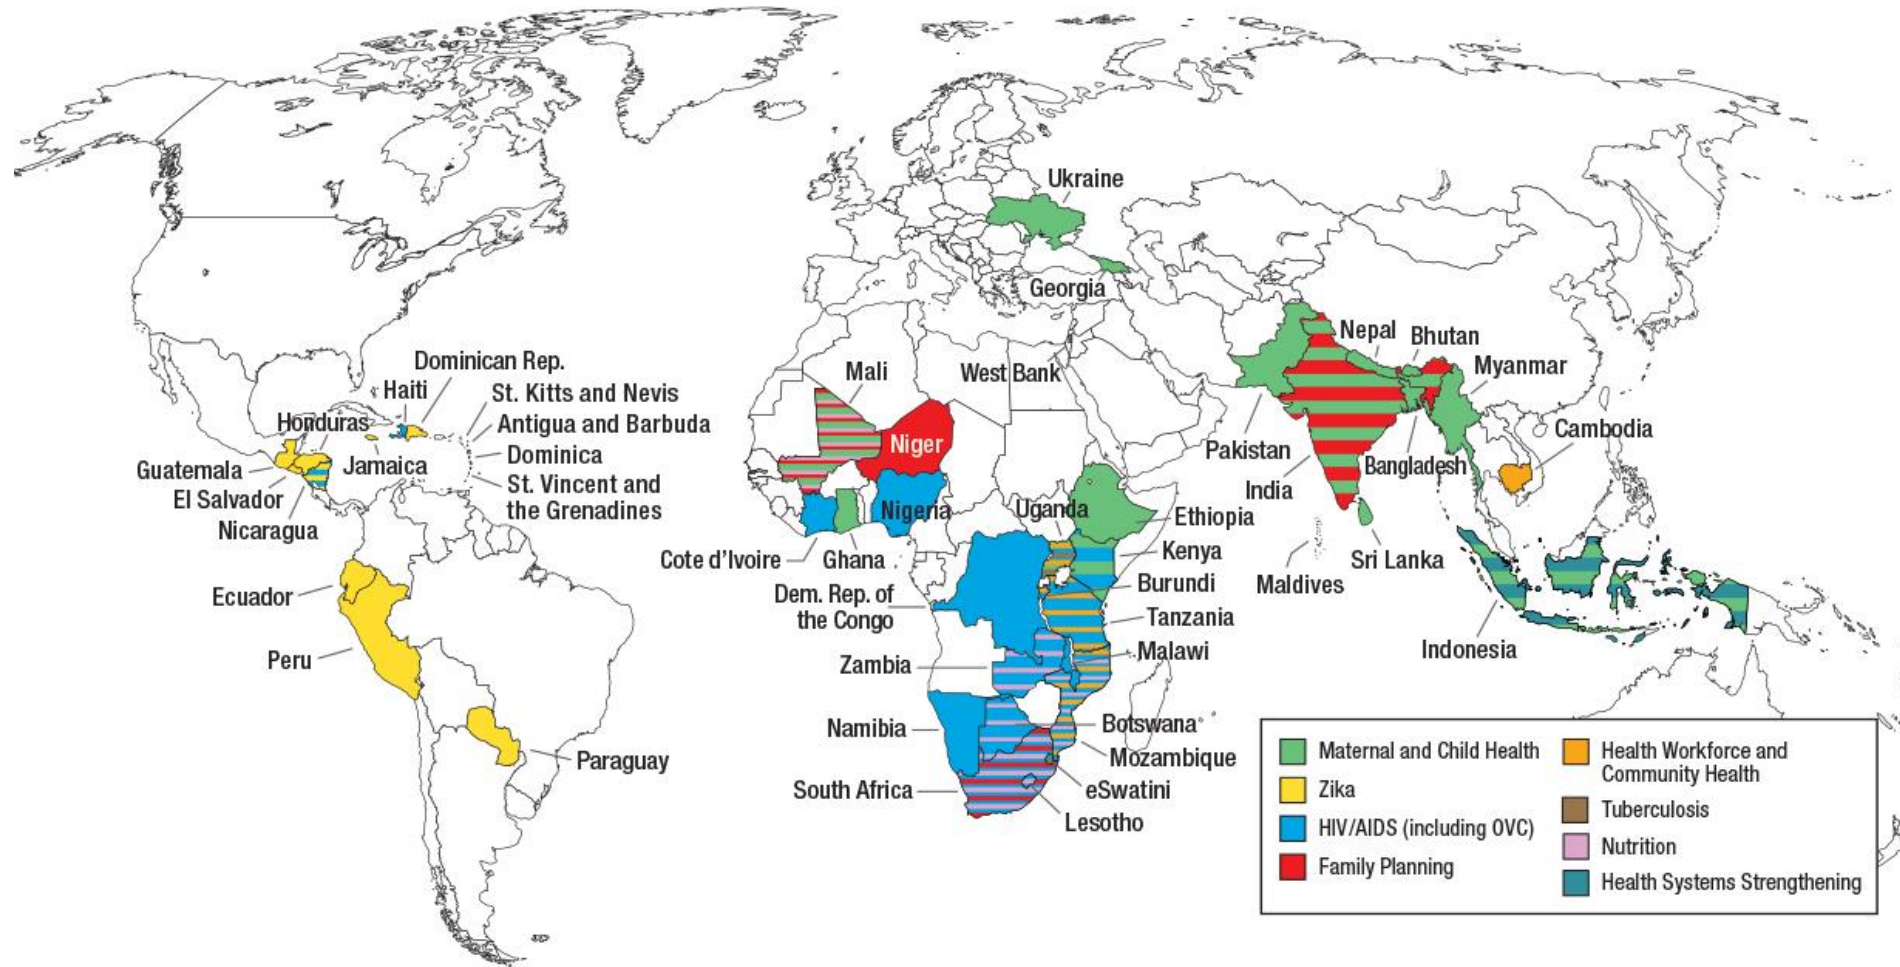 Ukraine
Georgia
Dominican Rep.
Haiti
St. Kitts and Nevis
Honduras
Antigua and Barbuda
Guatemala
Jamaica
Dominica
El Salvador
St. Vincent and
the Grenadines
Nicaragua
Ecuador
Peru
Paraguay
Mali
West Bank
Niger
Nigeria
Uganda
Ethiopia
Cote d’Ivoire
Ghana
Kenya
Dem. Rep. of
the Congo
Burundi
Tanzania
Zambia
Malawi
Namibia
Botswana
Mozambique
South Africa
eSwatini
Lesotho
Nepal
Bhutan
Myanmar
Pakistan
Cambodia
Bangladesh
India
Sri Lanka
Maldives
Indonesia
Maternal and Child Health
Zika
HIV/AIDS (including OVC)
Family Planning
Health Workforce and
Community Health
Tuberculosis
Nutrition
Health Systems Strengthening